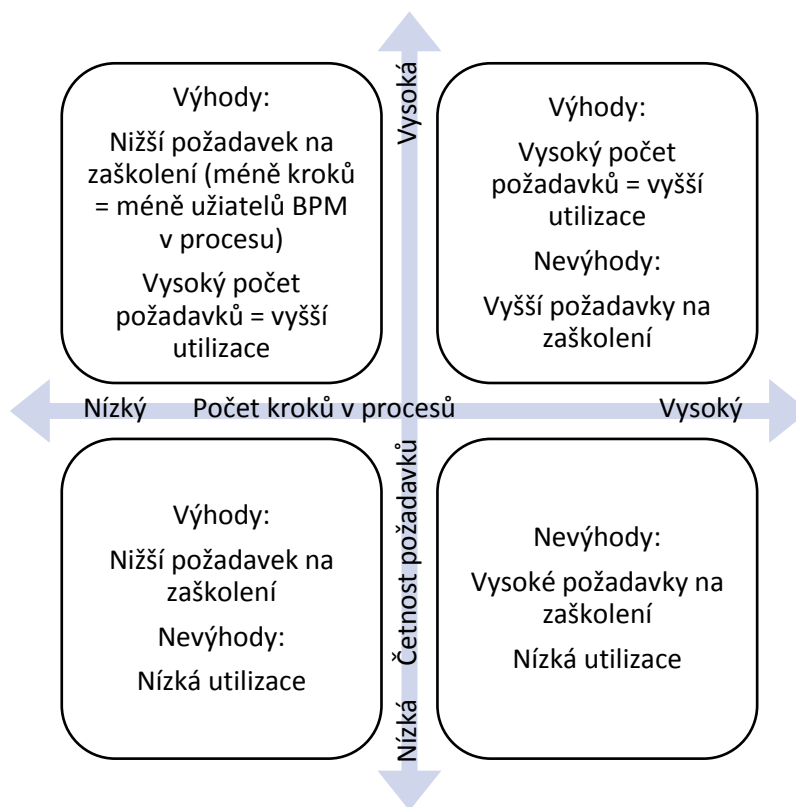 Vysoká
Výhody:
Nižší požadavek na
zaškolení (méně kroků
= méně užiatelů BPM
v procesu)
Vysoký počet
požadavků = vyšší
utilizace
Výhody:
Vysoký počet
požadavků = vyšší
utilizace
Nevýhody:
Vyšší požadavky na
zaškolení
Nízký
Počet kroků v procesů
Vysoký
Četnost požadavků
Výhody:
Nižší požadavek na
zaškolení
Nevýhody:
Nízká utilizace
Nevýhody:
Vysoké požadavky na
zaškolení
Nízká utilizace
Nízká